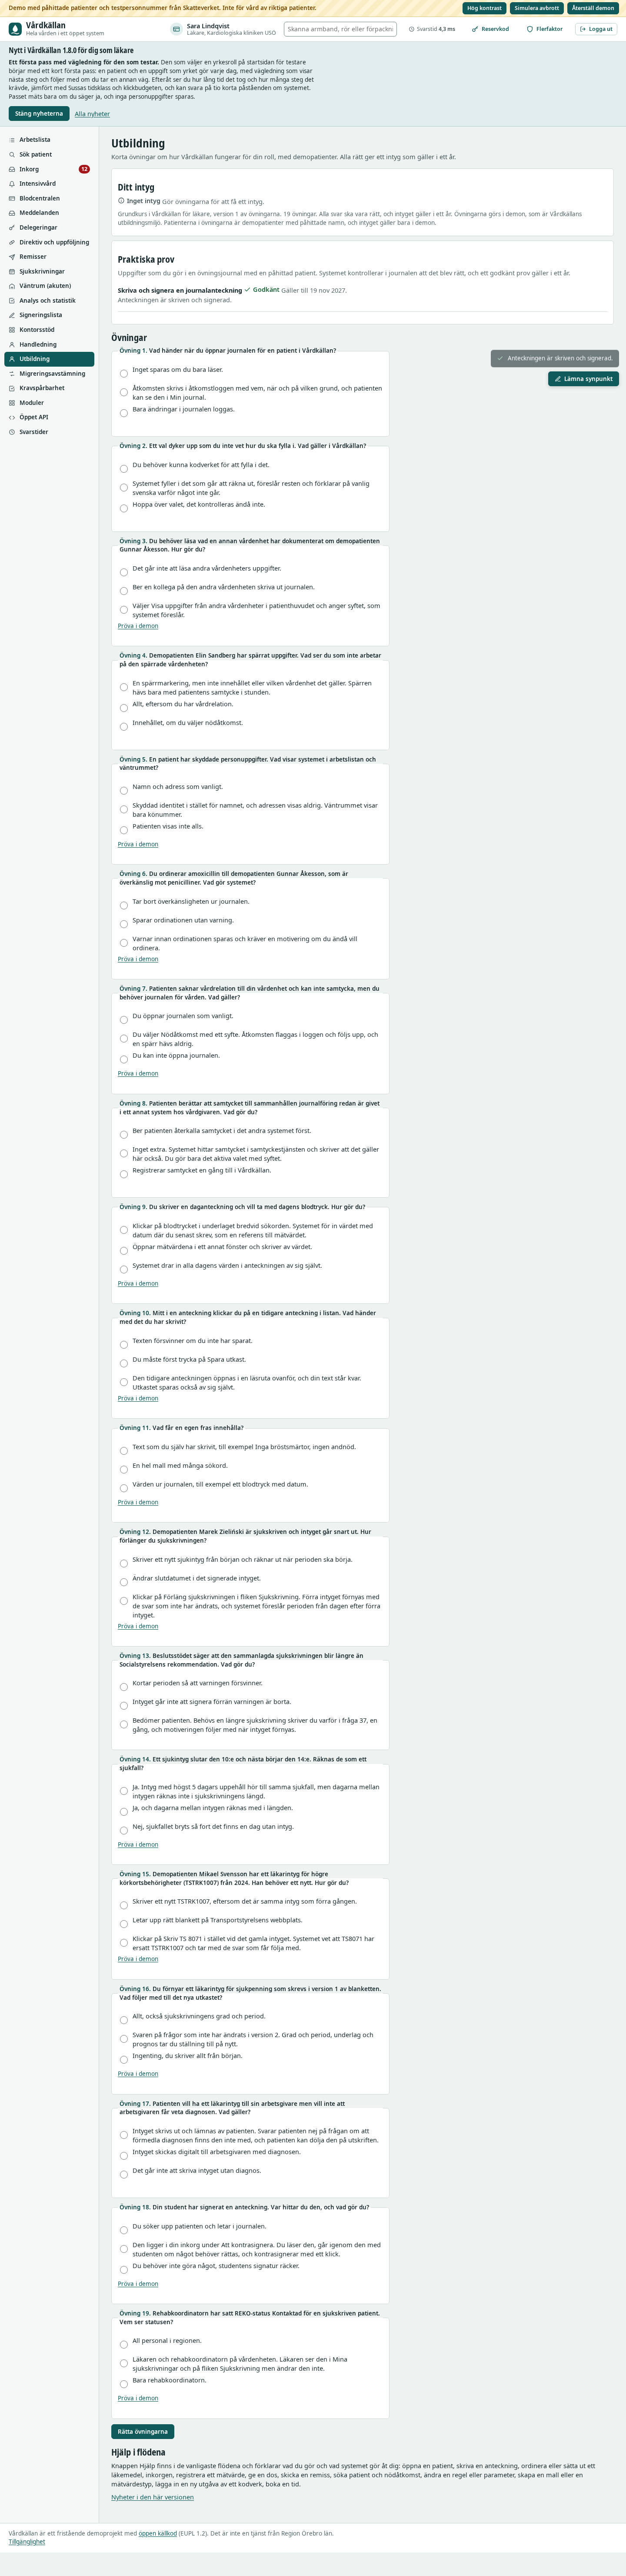 Demo med påhittade patienter och testpersonnummer från Skatteverket. Inte för vård av riktiga patienter.
Hög kontrast
Simulera avbrott
Återställ demon
Vårdkällan
Hela vården i ett öppet system
Sara Lindqvist
Läkare, Kardiologiska kliniken USÖ
Skanna armband, rör eller förpackn
Svarstid 4,3 ms
Reservkod
Flerfaktor
Logga ut
Nytt i Vårdkällan 1.8.0 för dig som läkare
Ett första pass med vägledning för den som testar. Den som väljer en yrkesroll på startsidan för testare
börjar med ett kort första pass: en patient och en uppgift som yrket gör varje dag, med vägledning som visar
nästa steg och följer med om du tar en annan väg. Efteråt ser du hur lång tid det tog och hur många steg det
blev, jämfört med Sussas tidsklass och klickbudgeten, och kan svara på tio korta påståenden om systemet.
Passet mäts bara om du säger ja, och inga personuppgifter sparas.
Stäng nyheterna
Alla nyheter
Arbetslista
Sök patient
Inkorg
12
Intensivvård
Blodcentralen
Meddelanden
Delegeringar
Direktiv och uppföljning
Remisser
Sjukskrivningar
Väntrum (akuten)
Analys och statistik
Signeringslista
Kontorsstöd
Handledning
Utbildning
Migreringsavstämning
Kravspårbarhet
Moduler
Öppet API
Svarstider
Utbildning
Korta övningar om hur Vårdkällan fungerar för din roll, med demopatienter. Alla rätt ger ett intyg som gäller i ett år.
Ditt intyg
Inget intyg Gör övningarna för att få ett intyg.
Grundkurs i Vårdkällan för läkare, version 1 av övningarna. 19 övningar. Alla svar ska vara rätt, och intyget gäller i ett år. Övningarna görs i demon, som är Vårdkällans
utbildningsmiljö. Patienterna i övningarna är demopatienter med påhittade namn, och intyget gäller bara i demon.
Praktiska prov
Uppgifter som du gör i en övningsjournal med en påhittad patient. Systemet kontrollerar i journalen att det blev rätt, och ett godkänt prov gäller i ett år.
Skriva och signera en journalanteckning Godkänt Gäller till 19 nov 2027.
Anteckningen är skriven och signerad.
Övningar
Anteckningen är skriven och signerad.
Lämna synpunkt
Övning 1. Vad händer när du öppnar journalen för en patient i Vårdkällan?
Inget sparas om du bara läser.
Åtkomsten skrivs i åtkomstloggen med vem, när och på vilken grund, och patienten
kan se den i Min journal.
Bara ändringar i journalen loggas.
Övning 2. Ett val dyker upp som du inte vet hur du ska fylla i. Vad gäller i Vårdkällan?
Du behöver kunna kodverket för att fylla i det.
Systemet fyller i det som går att räkna ut, föreslår resten och förklarar på vanlig
svenska varför något inte går.
Hoppa över valet, det kontrolleras ändå inte.
Övning 3. Du behöver läsa vad en annan vårdenhet har dokumenterat om demopatienten
Gunnar Åkesson. Hur gör du?
Det går inte att läsa andra vårdenheters uppgifter.
Ber en kollega på den andra vårdenheten skriva ut journalen.
Väljer Visa uppgifter från andra vårdenheter i patienthuvudet och anger syftet, som
systemet föreslår.
Pröva i demon
Övning 4. Demopatienten Elin Sandberg har spärrat uppgifter. Vad ser du som inte arbetar
på den spärrade vårdenheten?
En spärrmarkering, men inte innehållet eller vilken vårdenhet det gäller. Spärren
hävs bara med patientens samtycke i stunden.
Allt, eftersom du har vårdrelation.
Innehållet, om du väljer nödåtkomst.
Övning 5. En patient har skyddade personuppgifter. Vad visar systemet i arbetslistan och
väntrummet?
Namn och adress som vanligt.
Skyddad identitet i stället för namnet, och adressen visas aldrig. Väntrummet visar
bara könummer.
Patienten visas inte alls.
Pröva i demon
Övning 6. Du ordinerar amoxicillin till demopatienten Gunnar Åkesson, som är
överkänslig mot penicilliner. Vad gör systemet?
Tar bort överkänsligheten ur journalen.
Sparar ordinationen utan varning.
Varnar innan ordinationen sparas och kräver en motivering om du ändå vill
ordinera.
Pröva i demon
Övning 7. Patienten saknar vårdrelation till din vårdenhet och kan inte samtycka, men du
behöver journalen för vården. Vad gäller?
Du öppnar journalen som vanligt.
Du väljer Nödåtkomst med ett syfte. Åtkomsten flaggas i loggen och följs upp, och
en spärr hävs aldrig.
Du kan inte öppna journalen.
Pröva i demon
Övning 8. Patienten berättar att samtycket till sammanhållen journalföring redan är givet
i ett annat system hos vårdgivaren. Vad gör du?
Ber patienten återkalla samtycket i det andra systemet först.
Inget extra. Systemet hittar samtycket i samtyckestjänsten och skriver att det gäller
här också. Du gör bara det aktiva valet med syftet.
Registrerar samtycket en gång till i Vårdkällan.
Övning 9. Du skriver en daganteckning och vill ta med dagens blodtryck. Hur gör du?
Klickar på blodtrycket i underlaget bredvid sökorden. Systemet för in värdet med
datum där du senast skrev, som en referens till mätvärdet.
Öppnar mätvärdena i ett annat fönster och skriver av värdet.
Systemet drar in alla dagens värden i anteckningen av sig självt.
Pröva i demon
Övning 10. Mitt i en anteckning klickar du på en tidigare anteckning i listan. Vad händer
med det du har skrivit?
Texten försvinner om du inte har sparat.
Du måste först trycka på Spara utkast.
Den tidigare anteckningen öppnas i en läsruta ovanför, och din text står kvar.
Utkastet sparas också av sig självt.
Pröva i demon
Övning 11. Vad får en egen fras innehålla?
Text som du själv har skrivit, till exempel Inga bröstsmärtor, ingen andnöd.
En hel mall med många sökord.
Värden ur journalen, till exempel ett blodtryck med datum.
Pröva i demon
Övning 12. Demopatienten Marek Zieliński är sjukskriven och intyget går snart ut. Hur
förlänger du sjukskrivningen?
Skriver ett nytt sjukintyg från början och räknar ut när perioden ska börja.
Ändrar slutdatumet i det signerade intyget.
Klickar på Förläng sjukskrivningen i fliken Sjukskrivning. Förra intyget förnyas med
de svar som inte har ändrats, och systemet föreslår perioden från dagen efter förra
intyget.
Pröva i demon
Övning 13. Beslutsstödet säger att den sammanlagda sjukskrivningen blir längre än
Socialstyrelsens rekommendation. Vad gör du?
Kortar perioden så att varningen försvinner.
Intyget går inte att signera förrän varningen är borta.
Bedömer patienten. Behövs en längre sjukskrivning skriver du varför i fråga 37, en
gång, och motiveringen följer med när intyget förnyas.
Övning 14. Ett sjukintyg slutar den 10:e och nästa börjar den 14:e. Räknas de som ett
sjukfall?
Ja. Intyg med högst 5 dagars uppehåll hör till samma sjukfall, men dagarna mellan
intygen räknas inte i sjukskrivningens längd.
Ja, och dagarna mellan intygen räknas med i längden.
Nej, sjukfallet bryts så fort det finns en dag utan intyg.
Pröva i demon
Övning 15. Demopatienten Mikael Svensson har ett läkarintyg för högre
körkortsbehörigheter (TSTRK1007) från 2024. Han behöver ett nytt. Hur gör du?
Skriver ett nytt TSTRK1007, eftersom det är samma intyg som förra gången.
Letar upp rätt blankett på Transportstyrelsens webbplats.
Klickar på Skriv TS 8071 i stället vid det gamla intyget. Systemet vet att TS8071 har
ersatt TSTRK1007 och tar med de svar som får följa med.
Pröva i demon
Övning 16. Du förnyar ett läkarintyg för sjukpenning som skrevs i version 1 av blanketten.
Vad följer med till det nya utkastet?
Allt, också sjukskrivningens grad och period.
Svaren på frågor som inte har ändrats i version 2. Grad och period, underlag och
prognos tar du ställning till på nytt.
Ingenting, du skriver allt från början.
Pröva i demon
Övning 17. Patienten vill ha ett läkarintyg till sin arbetsgivare men vill inte att
arbetsgivaren får veta diagnosen. Vad gäller?
Intyget skrivs ut och lämnas av patienten. Svarar patienten nej på frågan om att
förmedla diagnosen finns den inte med, och patienten kan dölja den på utskriften.
Intyget skickas digitalt till arbetsgivaren med diagnosen.
Det går inte att skriva intyget utan diagnos.
Övning 18. Din student har signerat en anteckning. Var hittar du den, och vad gör du?
Du söker upp patienten och letar i journalen.
Den ligger i din inkorg under Att kontrasignera. Du läser den, går igenom den med
studenten om något behöver rättas, och kontrasignerar med ett klick.
Du behöver inte göra något, studentens signatur räcker.
Pröva i demon
Övning 19. Rehabkoordinatorn har satt REKO-status Kontaktad för en sjukskriven patient.
Vem ser statusen?
All personal i regionen.
Läkaren och rehabkoordinatorn på vårdenheten. Läkaren ser den i Mina
sjukskrivningar och på fliken Sjukskrivning men ändrar den inte.
Bara rehabkoordinatorn.
Pröva i demon
Rätta övningarna
Hjälp i flödena
Knappen Hjälp finns i de vanligaste flödena och förklarar vad du gör och vad systemet gör åt dig: öppna en patient, skriva en anteckning, ordinera eller sätta ut ett
läkemedel, inkorgen, registrera ett mätvärde, ge en dos, skicka en remiss, söka patient och nödåtkomst, ändra en regel eller parameter, skapa en mall eller en
mätvärdestyp, lägga in en ny utgåva av ett kodverk, boka en tid.
Nyheter i den här versionen
Vårdkällan är ett fristående demoprojekt med öppen källkod (EUPL 1.2). Det är inte en tjänst från Region Örebro län.
Tillgänglighet